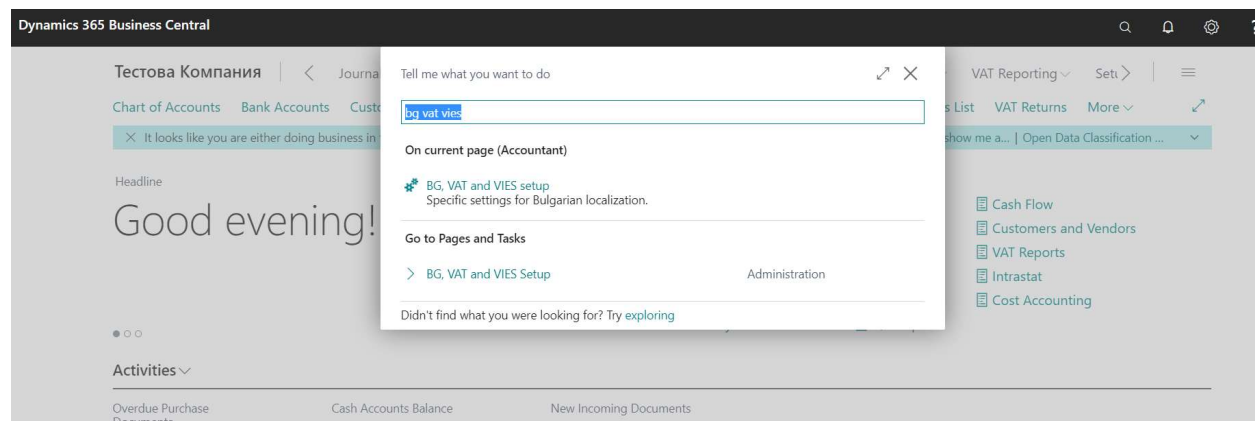 Dynamics 365 Business Central
?
Тестова Компания
Journa
VAT Reporting
Chart of Accounts Bank Accounts Custo
s List VAT Returns More
It looks like you are either doing business in
show me a... | Open Data Classification ...
Tell me what you want to do
bg vat vies
On current page (Accountant)
BG, VAT and VIES setup
Specific settings for Bulgarian localization.
Go to Pages and Tasks
BG, VAT and VIES Setup Administration
Didn't find what you were looking for? Try exploring
Headline
Good evening!
Cash Flow
Customers and Vendors
VAT Reports
Intrastat
Cost Accounting
Activities
Overdue Purchase Cash Accounts Balance New Incoming Documents